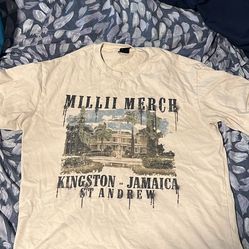 MILLII MERCH
KINGSTON - JAMAICA
ST ANDREW